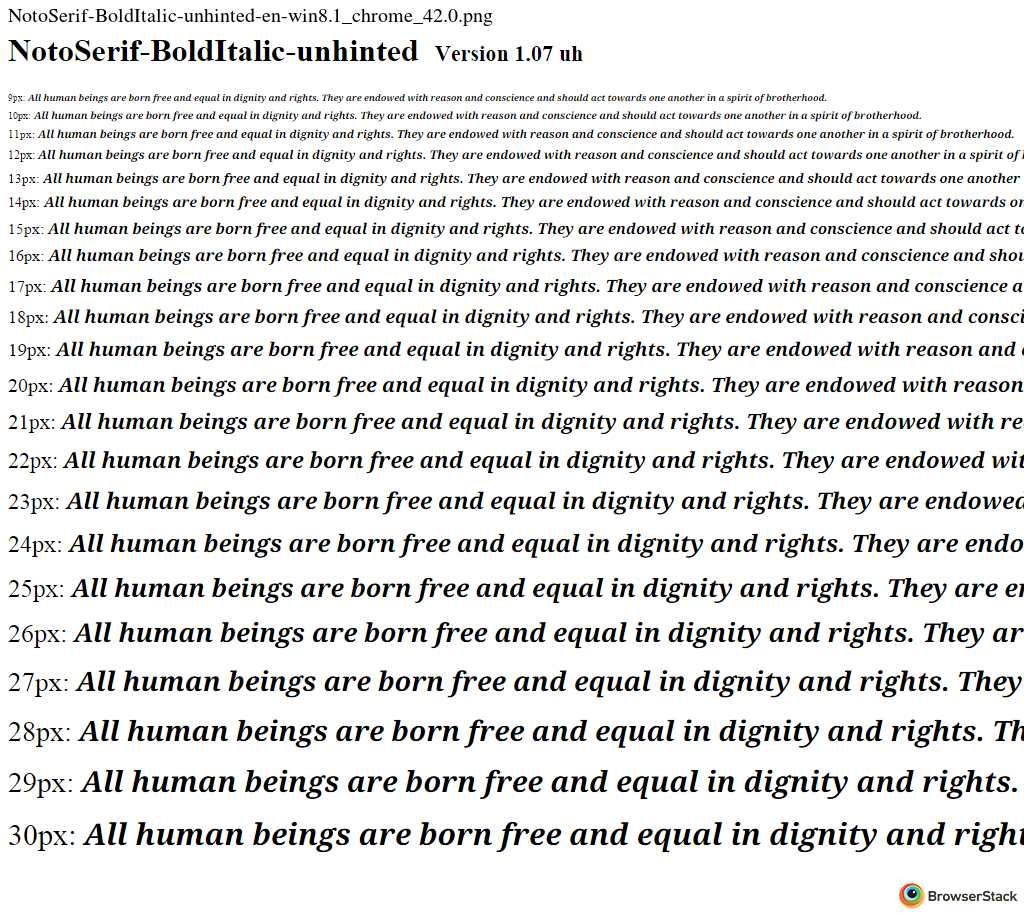 NotoSerif-BoldItalic-unhinted-en-win8.1_chrome_42.0.png
NotoSerif-BoldItalic-unhinted Version 1.07 uh
9px: All human beings are born free and equal in dignity and rights. They are endowed with reason and conscience and should act towards one another in a spirit of brotherhood.
10px: All human beings are born free and equal in dignity and rights. They are endowed with reason and conscience and should act towards one another in a spirit of brotherhood.
11px: All human beings are born free and equal in dignity and rights. They are endowed with reason and conscience and should act towards one another in a spirit of brotherhood.
12px: All human beings are born free and equal in dignity and rights. They are endowed with reason and conscience and should act towards one another in a spirit of
13px: All human beings are born free and equal in dignity and rights. They are endowed with reason and conscience and should act towards one another
14px: All human beings are born free and equal in dignity and rights. They are endowed with reason and conscience and should act towards on
15px: All human beings are born free and equal in dignity and rights. They are endowed with reason and conscience and should act to
16px: All human beings are born free and equal in dignity and rights. They are endowed with reason and conscience and shou
17px: All human beings are born free and equal in dignity and rights. They are endowed with reason and conscience a
18px: All human beings are born free and equal in dignity and rights. They are endowed with reason and consci
19px: All human beings are born free and equal in dignity and rights. They are endowed with reason and
20px: All human beings are born free and equal in dignity and rights. They are endowed with reason
21px: All human beings are born free and equal in dignity and rights. They are endowed with re
22px: All human beings are born free and equal in dignity and rights. They are endowed wit
23px: All human beings are born free and equal in dignity and rights. They are endowed
24px: All human beings are born free and equal in dignity and rights. They are endo
25px: All human beings are born free and equal in dignity and rights. They are en
26px: All human beings are born free and equal in dignity and rights. They ar
27px: All human beings are born free and equal in dignity and rights. They
28px: All human beings are born free and equal in dignity and rights. Th
29px: All human beings are born free and equal in dignity and rights.
30px: All human beings are born free and equal in dignity and righ
BrowserStack